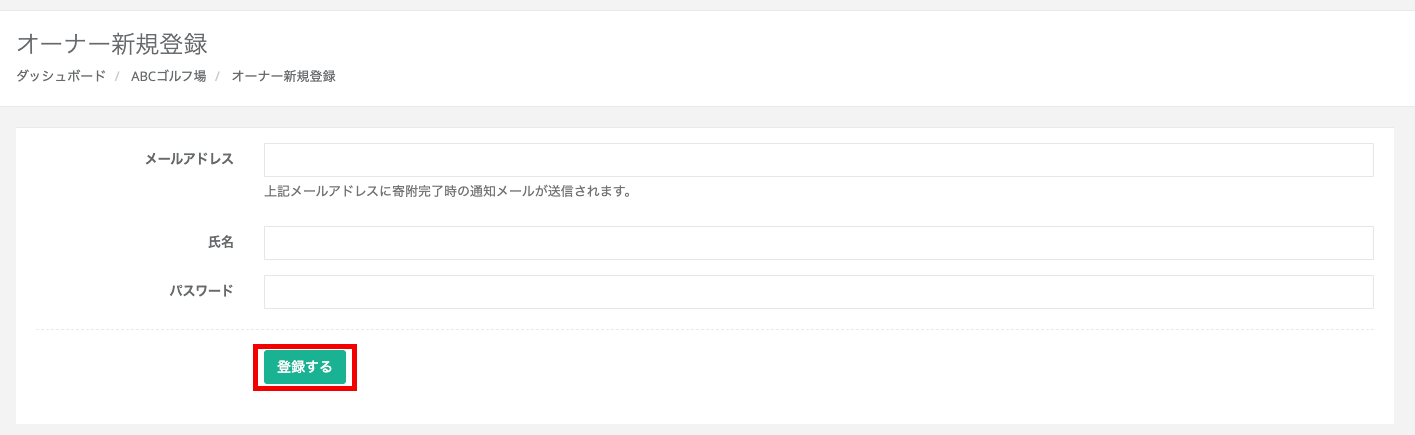 オーナー新規登録
ダッシュボード / ABCゴルフ場 / オーナー新規登録
メールアドレス
上記メールアドレスに寄附完了時の通知メールが送信されます。
氏名
パスワード
登録する